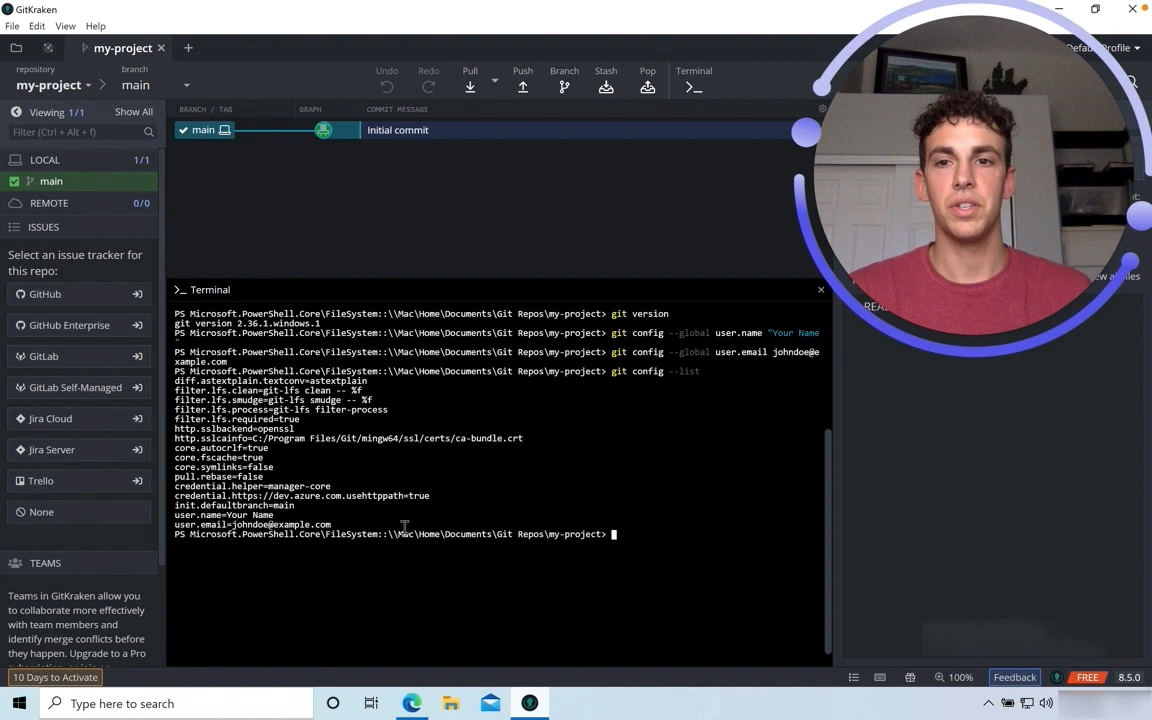 GitKraken
File Edit View Help
my-project
Default Profile
repository
my-project
branch
main
Undo
Redo
Pull
Push
Branch
Stash
Pop
Terminal
Viewing 1/1
Show All
Filter (Ctrl + Alt + f)
LOCAL 1/1
main
REMOTE 0/0
ISSUES
Select an issue tracker for
this repo:
GitHub
GitHub Enterprise
GitLab
GitLab Self-Managed
Jira Cloud
Jira Server
Trello
None
TEAMS
Teams in GitKraken allow you
to collaborate more effectively
with team members and
identify merge conflicts before
they happen. Upgrade to a Pro
10 Days to Activate
BRANCH / TAG GRAPH COMMIT MESSAGE
main
Initial commit
Terminal
PS Microsoft.PowerShell.Core\FileSystem::\\Mac\Home\Documents\Git Repos\my-project> git version
git version 2.36.1.windows.1
PS Microsoft.PowerShell.Core\FileSystem::\\Mac\Home\Documents\Git Repos\my-project> git config --global user.name "Your Name
"
PS Microsoft.PowerShell.Core\FileSystem::\\Mac\Home\Documents\Git Repos\my-project> git config --global user.email johndoe@e
xample.com
PS Microsoft.PowerShell.Core\FileSystem::\\Mac\Home\Documents\Git Repos\my-project> git config --list
diff.astextplain.textconv=astextplain
filter.lfs.clean=git-lfs clean -- %f
filter.lfs.smudge=git-lfs smudge -- %f
filter.lfs.process=git-lfs filter-process
filter.lfs.required=true
http.sslbackend=openssl
http.sslcainfo=C:/Program Files/Git/mingw64/ssl/certs/ca-bundle.crt
core.autocrlf=true
core.fscache=true
core.symlinks=false
pull.rebase=false
credential.helper=manager-core
credential.https://dev.azure.com.usehttppath=true
init.defaultbranch=main
user.name=Your Name
user.email=johndoe@example.com
PS Microsoft.PowerShell.Core\FileSystem::\\Mac\Home\Documents\Git Repos\my-project>
100%
Feedback
FREE
8.5.0
Type here to search